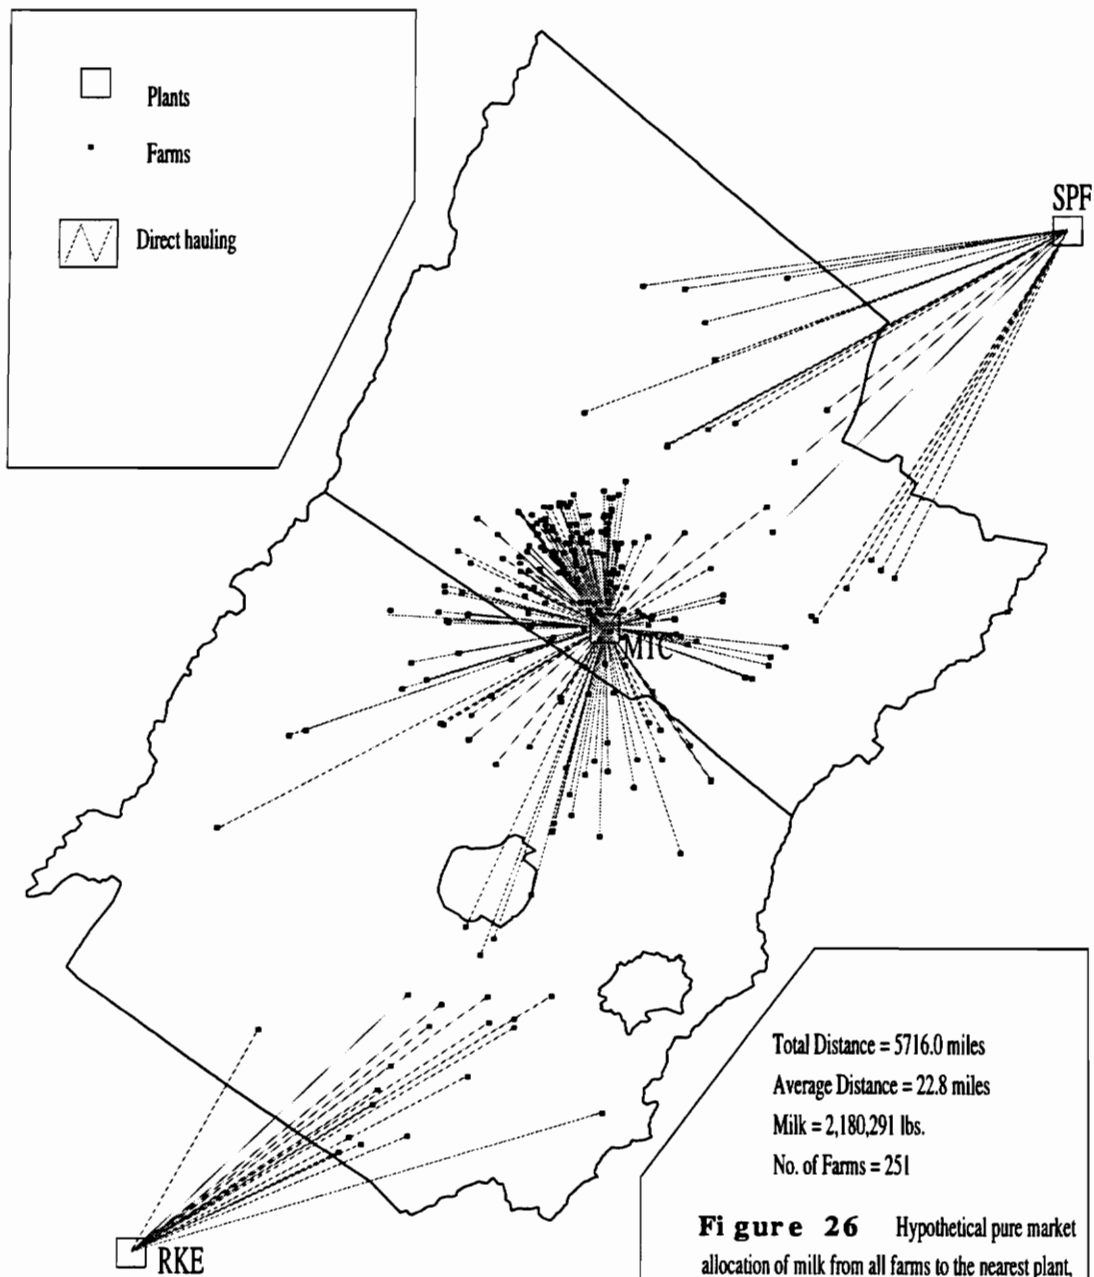 Plants
Farms
Direct hauling
SPF
MIC
RKE
Total Distance = 5716.0 miles
Average Distance = 22.8 miles
Milk = 2,180,291 lbs.
No. of Farms = 251
Figure 26 Hypothetical pure market
allocation of milk from all farms to the nearest plant,